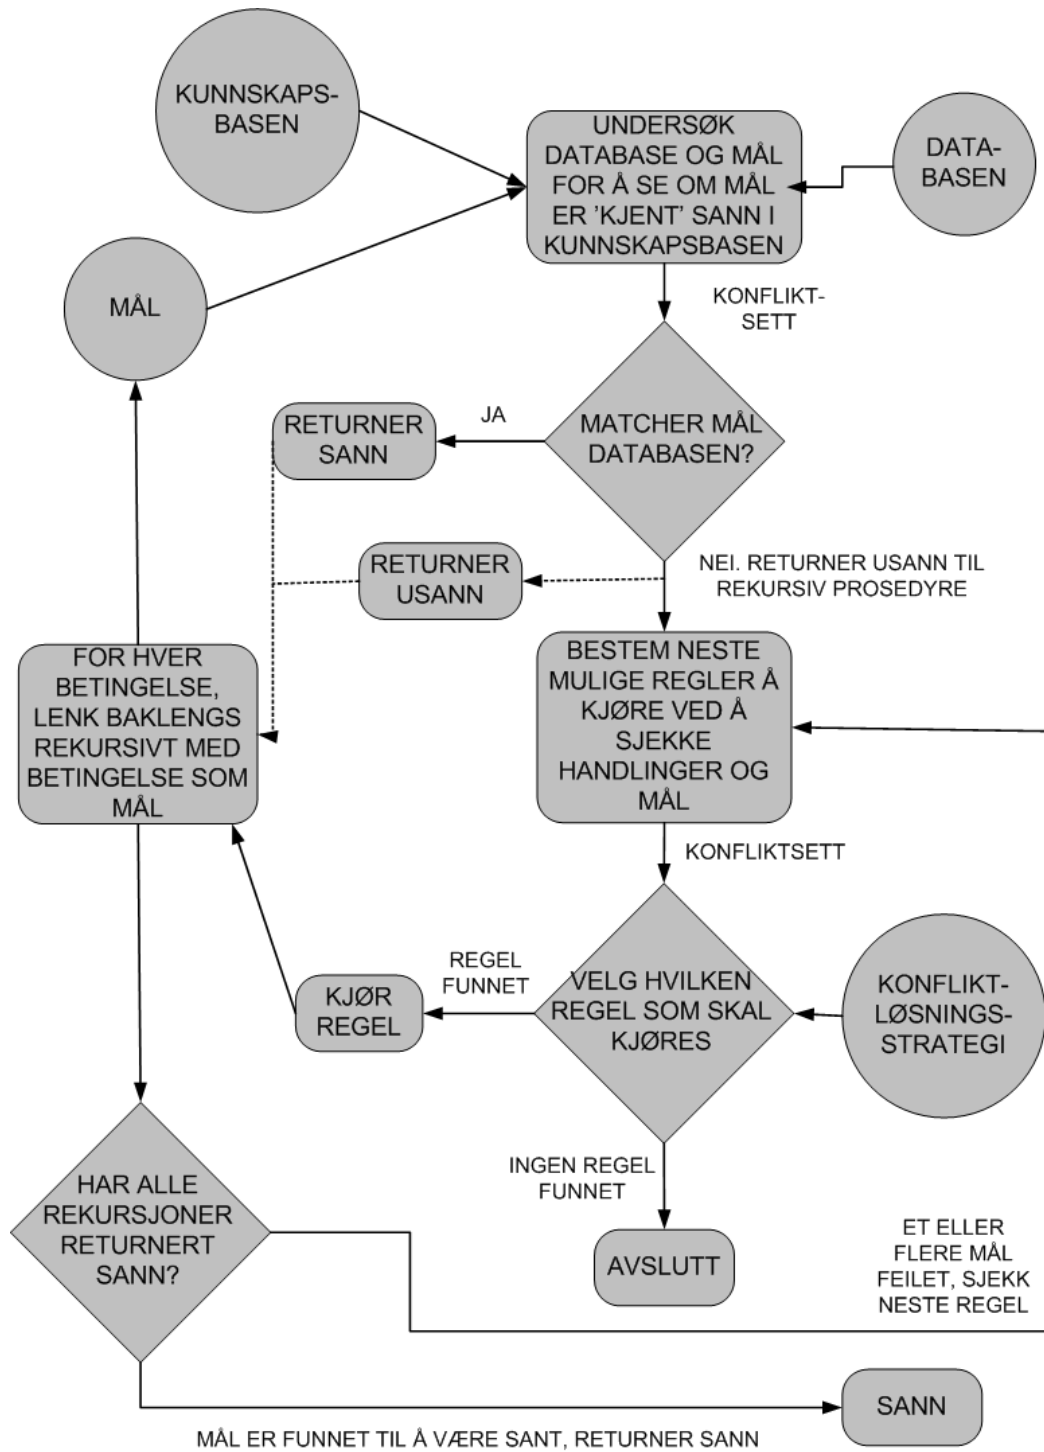 KUNNSKAPS-
BASEN
UNDERSØK
DATABASE OG MÅL
FOR Å SE OM MÅL
ER 'KJENT' SANN I
KUNNSKAPSBASEN
DATA-
BASEN
MÅL
KONFLIKT-
SETT
MATCHER MÅL
DATABASEN?
JA
RETURNER
SANN
RETURNER
USANN
NEI. RETURNER USANN TIL
REKURSIV PROSEDYRE
FOR HVER
BETINGELSE,
LENK BAKLENGS
REKURSIVT MED
BETINGELSE SOM
MÅL
BESTEM NESTE
MULIGE REGLER Å
KJØRE VED Å
SJEKKE
HANDLINGER OG
MÅL
KONFLIKTSETT
VELG HVILKEN
REGEL SOM SKAL
KJØRES
KONFLIKT-
LØSNINGS-
STRATEGI
REGEL
FUNNET
KJØR
REGEL
INGEN REGEL
FUNNET
AVSLUTT
HAR ALLE
REKURSJONER
RETURNERT
SANN?
ET ELLER
FLERE MÅL
FEILET, SJEKK
NESTE REGEL
SANN
MÅL ER FUNNET TIL Å VÆRE SANT, RETURNER SANN